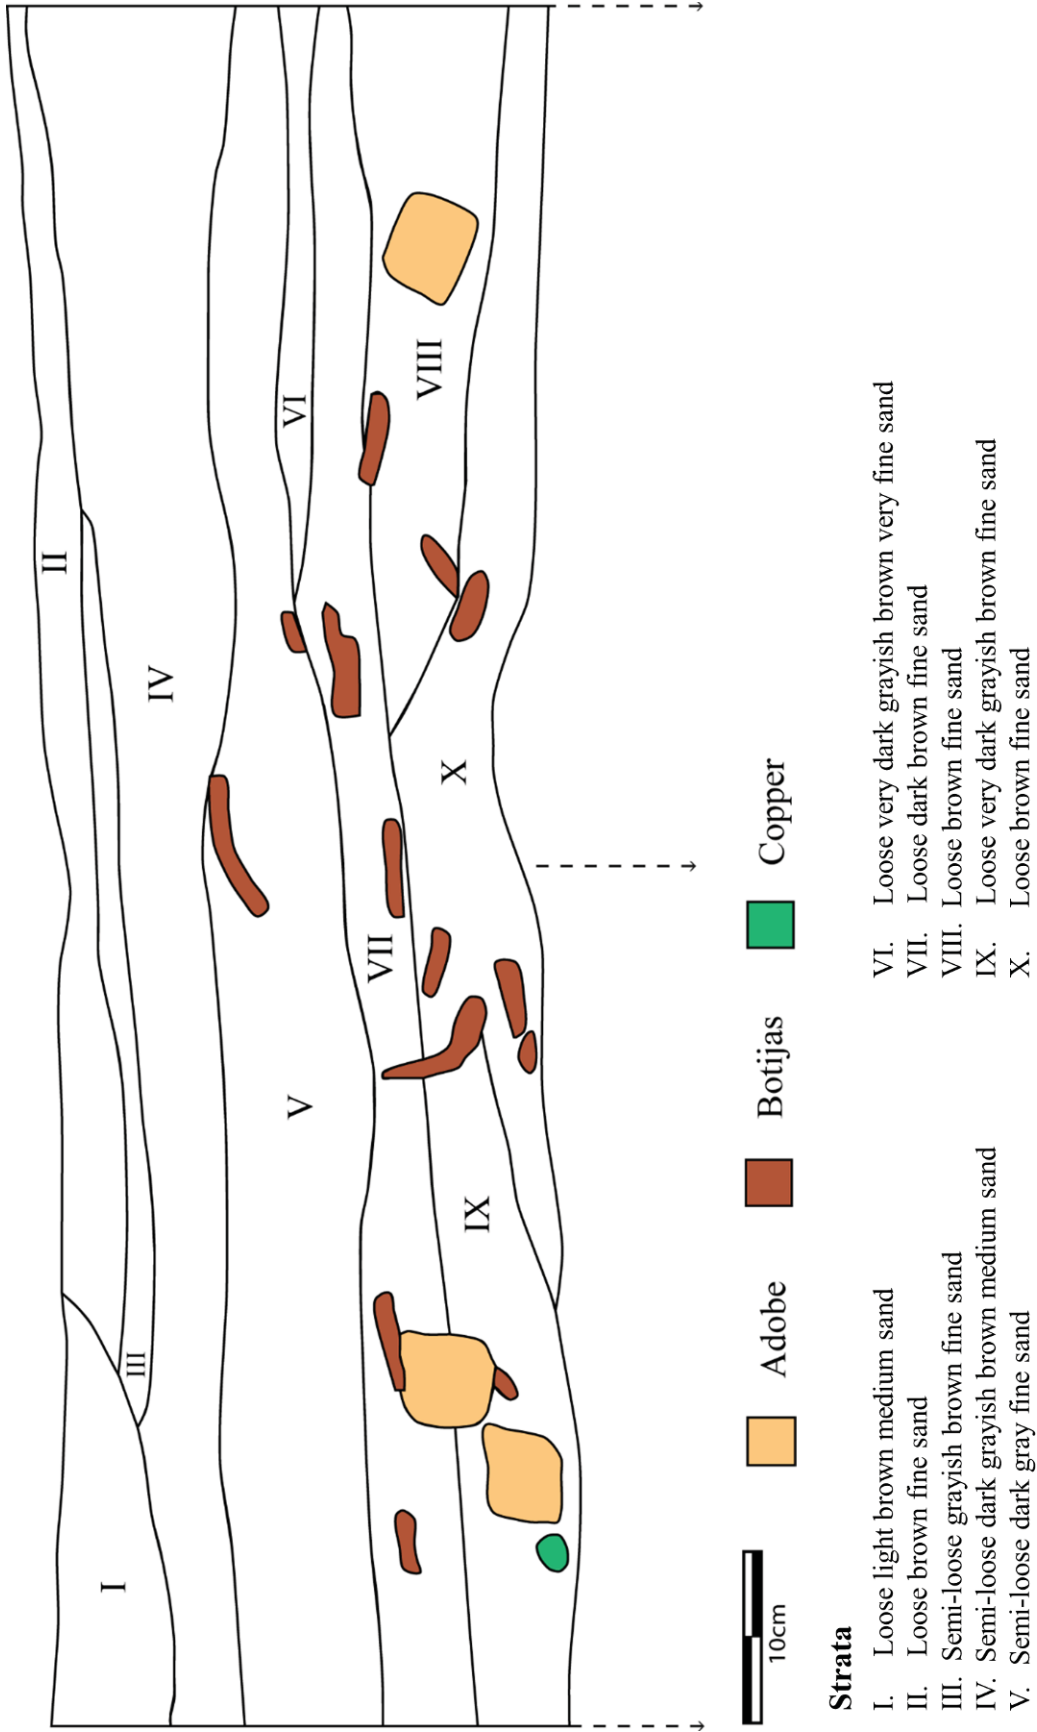 I
II
III
IV
V
VI
VII
VIII
IX
X
10cm
Adobe
Botijas
Copper
Strata
I. Loose light brown medium sand
II. Loose brown fine sand
III. Semi-loose grayish brown fine sand
IV. Semi-loose dark grayish brown medium sand
V. Semi-loose dark gray fine sand
VI. Loose very dark grayish brown very fine sand
VII. Loose dark brown fine sand
VIII. Loose brown fine sand
IX. Loose very dark grayish brown fine sand
X. Loose brown fine sand